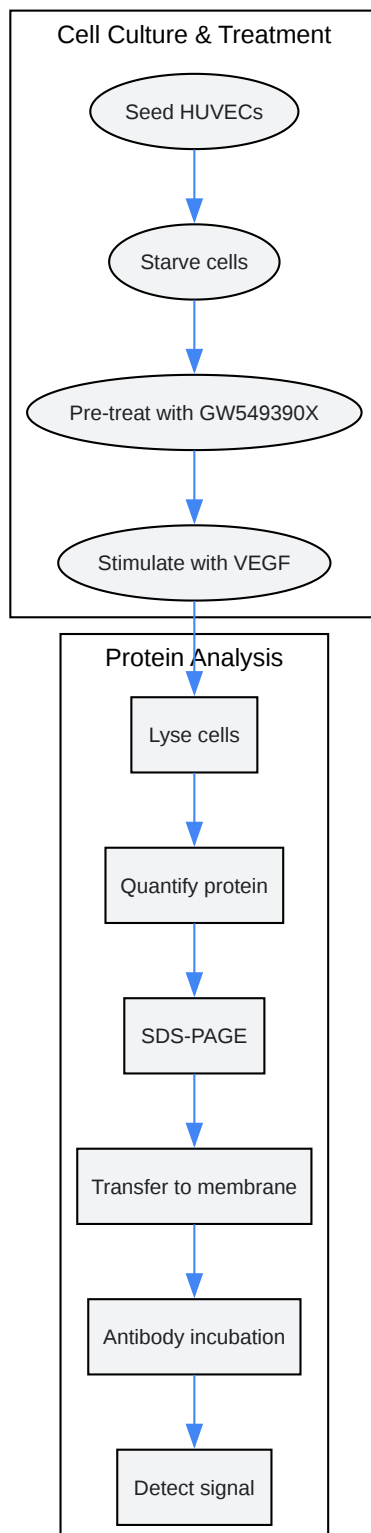 Cell Culture & Treatment
Seed HUVECs
Starve cells
Pre-treat with GW549390X
Stimulate with VEGF
Protein Analysis
Lyse cells
Quantify protein
SDS-PAGE
Transfer to membrane
Antibody incubation
Detect signal